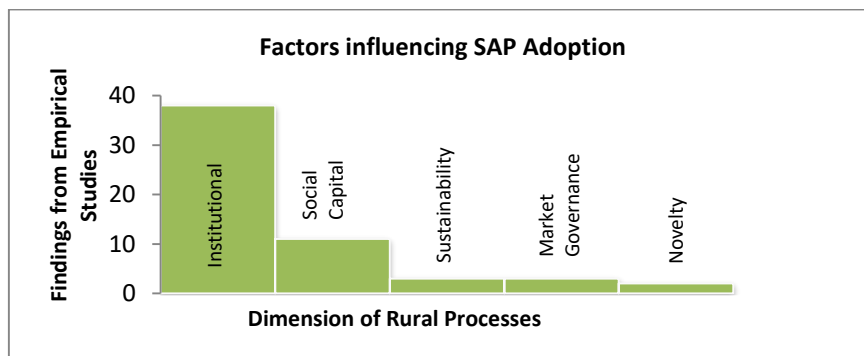 Factors influencing SAP Adoption
Findings from Empirical
Studies
40
30
20
10
0
Institutional
Social
Capital
Sustainability
Market
Governance
Novelty
Dimension of Rural Processes